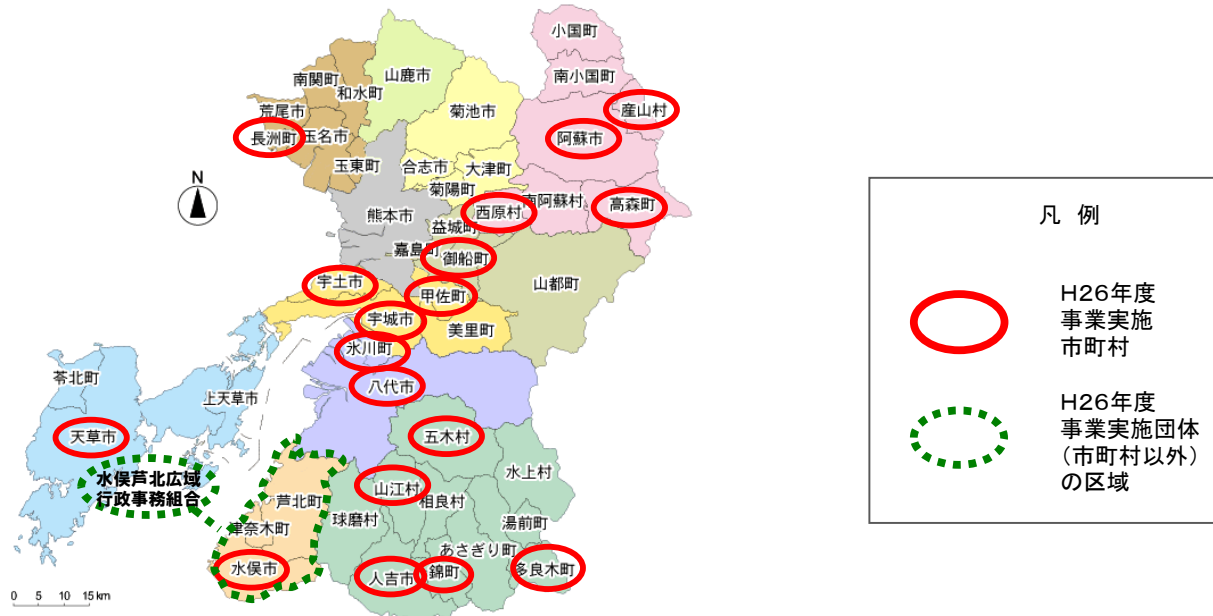 小国町
南小国町
産山村
阿蘇市
山鹿市
南関町
和水町
菊池市
荒尾市
長洲町
玉名市
玉東町
合志市
大津町
菊陽町
南阿蘇村
高森町
西原村
熊本市
益城町
嘉島町
御船町
山都町
宇土市
甲佐町
宇城市
美里町
氷川町
八代市
苓北町
上天草市
天草市
五木村
水上村
水俣芦北広域
行政事務組合
山江村
相良村
芦北町
球磨村
湯前町
津奈木町
あさぎり町
水俣市
人吉市
錦町
多良木町
N
0 5 10 15 km
凡 例
H26年度
事業実施
市町村
H26年度
事業実施団体
(市町村以外)
の区域